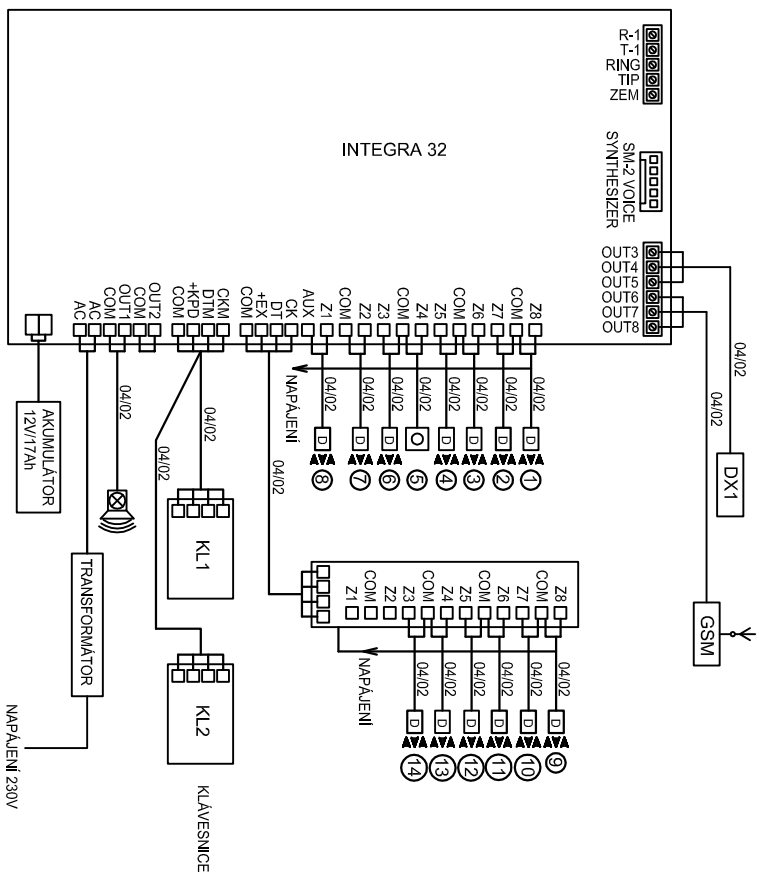 INTEGRA 32
R-1
T-1
RING
TIP
ZEM
SM-2 VOICE
SYNTHESIZER
OUT3
OUT4
OUT5
OUT6
OUT7
OUT8
04/02
04/02
DX1
GSM
AC
AC
COM
OUT1
COM
OUT2
COM
+KPD
DTM
CKM
COM
+EX
DT
CK
AUX
Z1
COM
Z2
Z3
COM
Z4
Z5
COM
Z6
Z7
COM
Z8
NAPÁJENÍ
04/02
04/02
04/02
04/02
04/02
04/02
04/02
04/02
D
D
D
D
D
D
D
8
7
6
5
4
3
2
1
04/02
04/02
04/02
04/02
AKUMULÁTOR
12V/17Ah
TRANSFORMÁTOR
NAPÁJENÍ 230V
KL1
KL2
KLÁVESNICE
Z1
COM
Z2
Z3
COM
Z4
Z5
COM
Z6
Z7
COM
Z8
NAPÁJENÍ
04/02
04/02
04/02
04/02
04/02
04/02
D
D
D
D
D
D
14
13
12
11
10
9